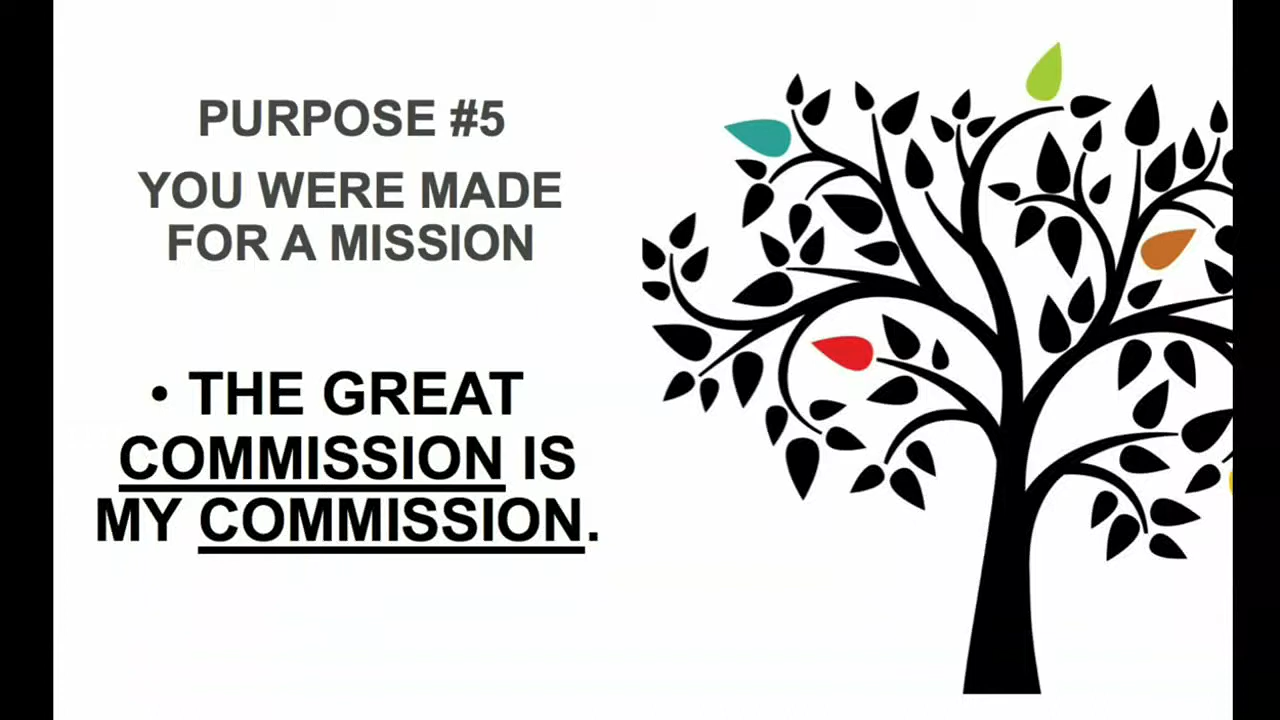 PURPOSE #5
YOU WERE MADE
FOR A MISSION
• THE GREAT
COMMISSION IS
MY COMMISSION.